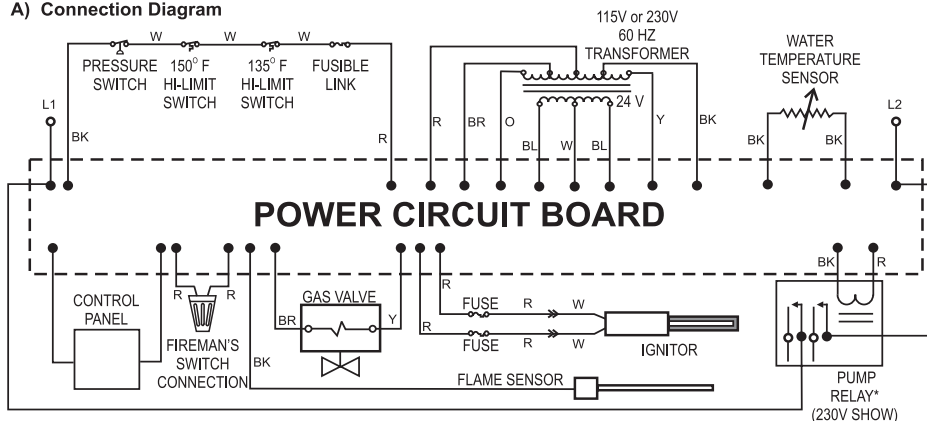 A) Connection Diagram
115V or 230V
60 HZ
TRANSFORMER
WATER
TEMPERATURE
SENSOR
W
W
W
PRESSURE
SWITCH
150° F
HI-LIMIT
SWITCH
135° F
HI-LIMIT
SWITCH
FUSIBLE
LINK
24 V
L1
L2
BK
R
R
BR
O
BL
W
BL
Y
BK
BK
BK
POWER CIRCUIT BOARD
CONTROL
PANEL
R
R
FIREMAN'S
SWITCH
CONNECTION
BK
GAS VALVE
BR
Y
R
R
FUSE
R
W
FUSE
R
W
IGNITOR
FLAME SENSOR
BK
R
PUMP
RELAY*
(230V SHOW)